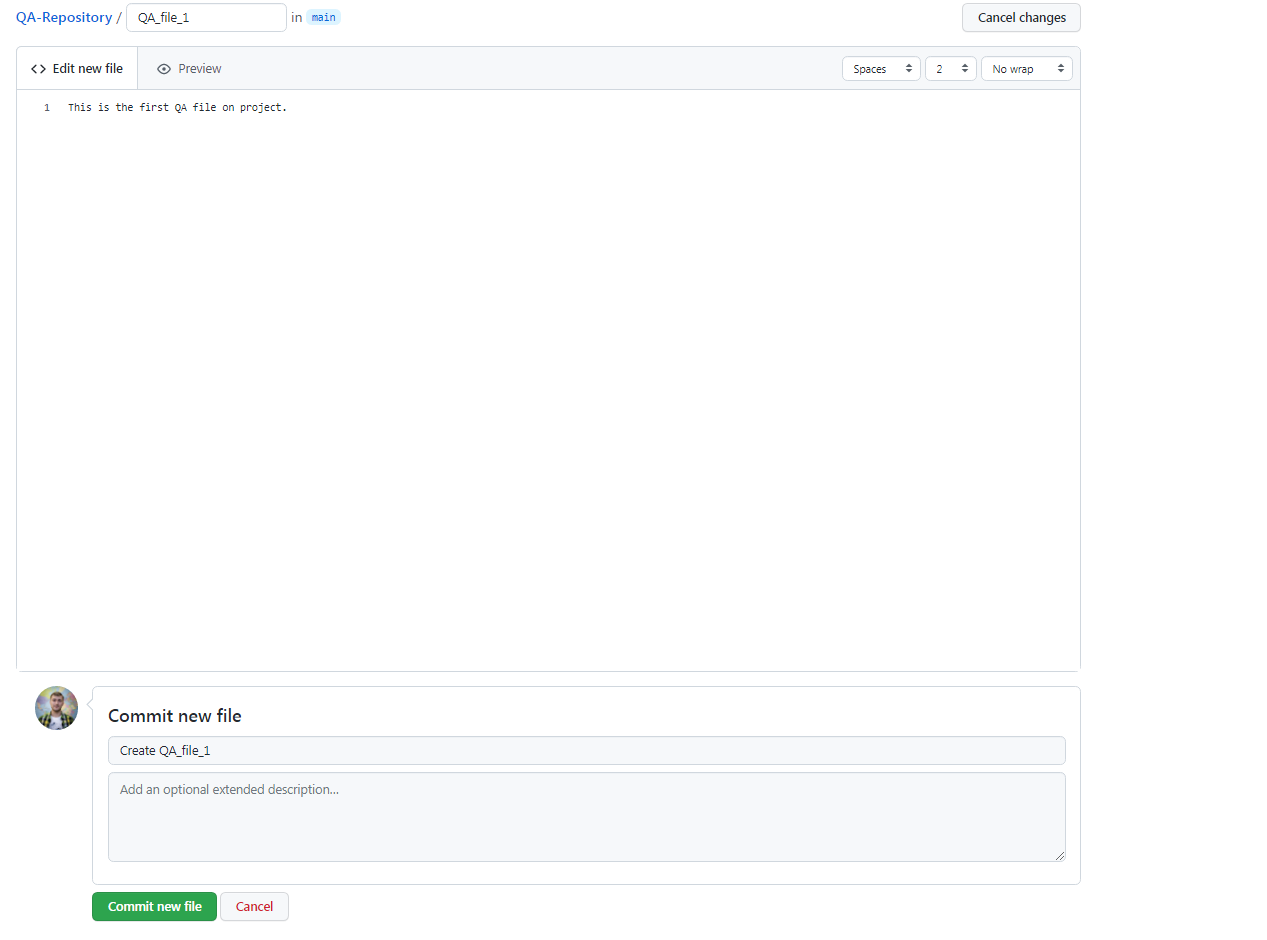 QA-Repository / QA_file_1 in main Cancel changes
Edit new file Preview Spaces 2 No wrap
1 This is the first QA file on project.
Commit new file
Create QA_file_1
Add an optional extended description...
Commit new file Cancel